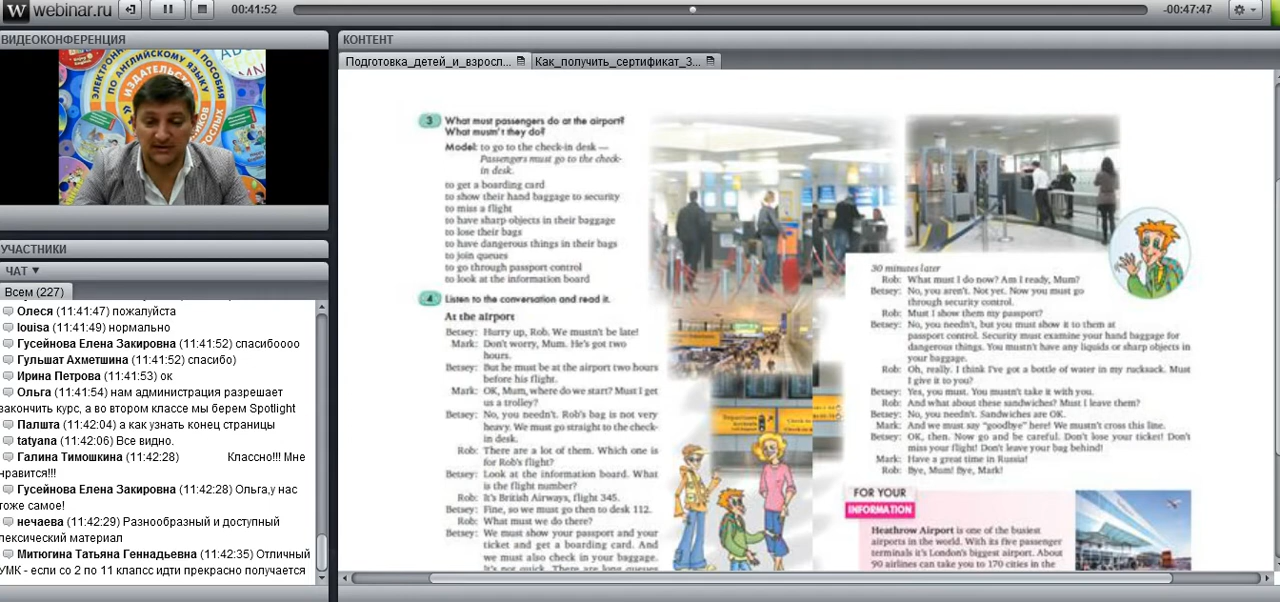 W webinar.ru
00:41:52
-00:47:47
ВИДЕОКОНФЕРЕНЦИЯ
ЭЛЕКТРОННЫЕ
ПОСОБИЯ
ПО АНГЛИЙСКОМУ ЯЗЫКУ
УЧАСТНИКИ
ЧАТ ▼
Всем (227)
Олеся (11:41:47) пожалуйста
louisa (11:41:49) нормально
Гусейнова Елена Закировна (11:41:52) спасибоэ
Гульшат Ахметшина (11:41:52) спасибо)
Ирина Петрова (11:41:53) ок
Ольга (11:41:54) нам администрация разрешает
закончить курс, а во втором классе мы берем Spotlight
Палшга (11:42:04) а как узнать конец страницы
tatyana (11:42:06) Все видно.
Галина Тимошкина (11:42:28) Класс!!! Мне
нравится!!!
Гусейнова Елена Закировна (11:42:28) Ольга,у нас
тоже самое!
нечаева (11:42:29) Разнообразный и доступный
лексический материал
Митюгина Татьяна Геннадьевна (11:42:35) Отличный
УМК - если со 2 по 11 класс идти прекрасно получается
КОНТЕНТ
Подготовка_детей_и_взросл...
Как_получить_сертификат_3...
3 What must passengers do at the airport?
What mustn't they do?
Model: to go to the check-in desk —
Passengers must go to the check-
in desk.
to get a boarding card
to show their hand baggage to security
to miss a flight
to have sharp objects in their baggage
to lose their bags
to have dangerous things in their bags
to join queues
to go through passport control
to look at the information board
4 Listen to the conversation and read it.
At the airport
Betsey: Hurry up, Rob. We mustn't be late!
Mark: Don't worry, Mum. He's got two
hours.
Betsey: But he must be at the airport two hours
before his flight.
Mark: OK, Mum, where do we start? Must I get
us a trolley?
Betsey: No, you needn't. Rob's bag is not very
heavy. We must go straight to the check-
in desk.
Rob: There are a lot of them. Which one is
for Rob's flight?
Betsey: Look at the information board. What
is the flight number?
Rob: It's British Airways, flight 345.
Betsey: Fine, so we must go then to desk 112.
Rob: What must we do there?
Betsey: We must show your passport and your
ticket and get a boarding card. And
we must also check in your baggage.
It's not quick. There are long queues
30 minutes later
Rob: What must I do now? Am I ready, Mum?
Betsey: No, you aren't. Not yet. Now you must go
through security control.
Rob: Must I show them my passport?
Betsey: No, you needn't, but you must show it to them at
passport control. Security must examine your hand baggage for
dangerous things. You mustn't have any liquids or sharp objects in
your baggage.
Rob: Oh, really. I think I've got a bottle of water in my rucksack. Must
I give it to you?
Betsey: Yes, you must. You mustn't take it with you.
Rob: And what about these sandwiches? Must I leave them?
Betsey: No, you needn't. Sandwiches are OK.
Mark: And we must say "goodbye" here! We mustn't cross this line.
Betsey: OK, then. Now go and be careful. Don't lose your ticket! Don't
miss your flight! Don't leave your bag behind!
Mark: Have a great time in Russia!
Rob: Bye, Mum! Bye, Mark!
FOR YOUR
INFORMATION
Heathrow Airport is one of the busiest
airports in the world. With its five passenger
terminals it's London's biggest airport. About
90 airlines can take you to 170 cities in the